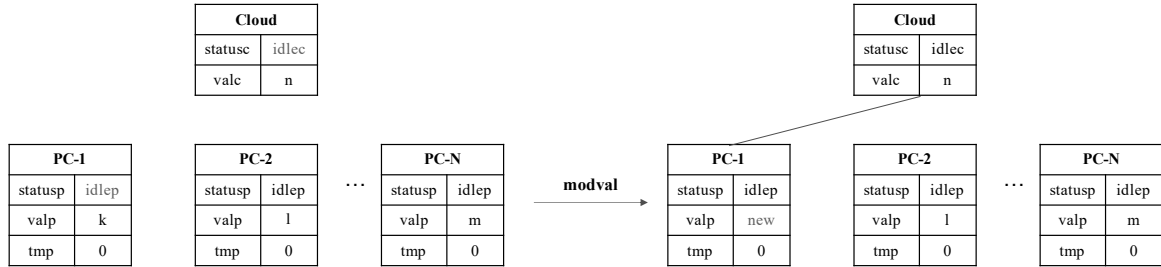 Cloud
statusc idlec
valc n
Cloud
statusc idlec
valc n
PC-1
statusp idlep
valp k
tmp 0
PC-2
statusp idlep
valp l
tmp 0
...
PC-N
statusp idlep
valp m
tmp 0
modval
PC-1
statusp idlep
valp new
tmp 0
PC-2
statusp idlep
valp l
tmp 0
...
PC-N
statusp idlep
valp m
tmp 0